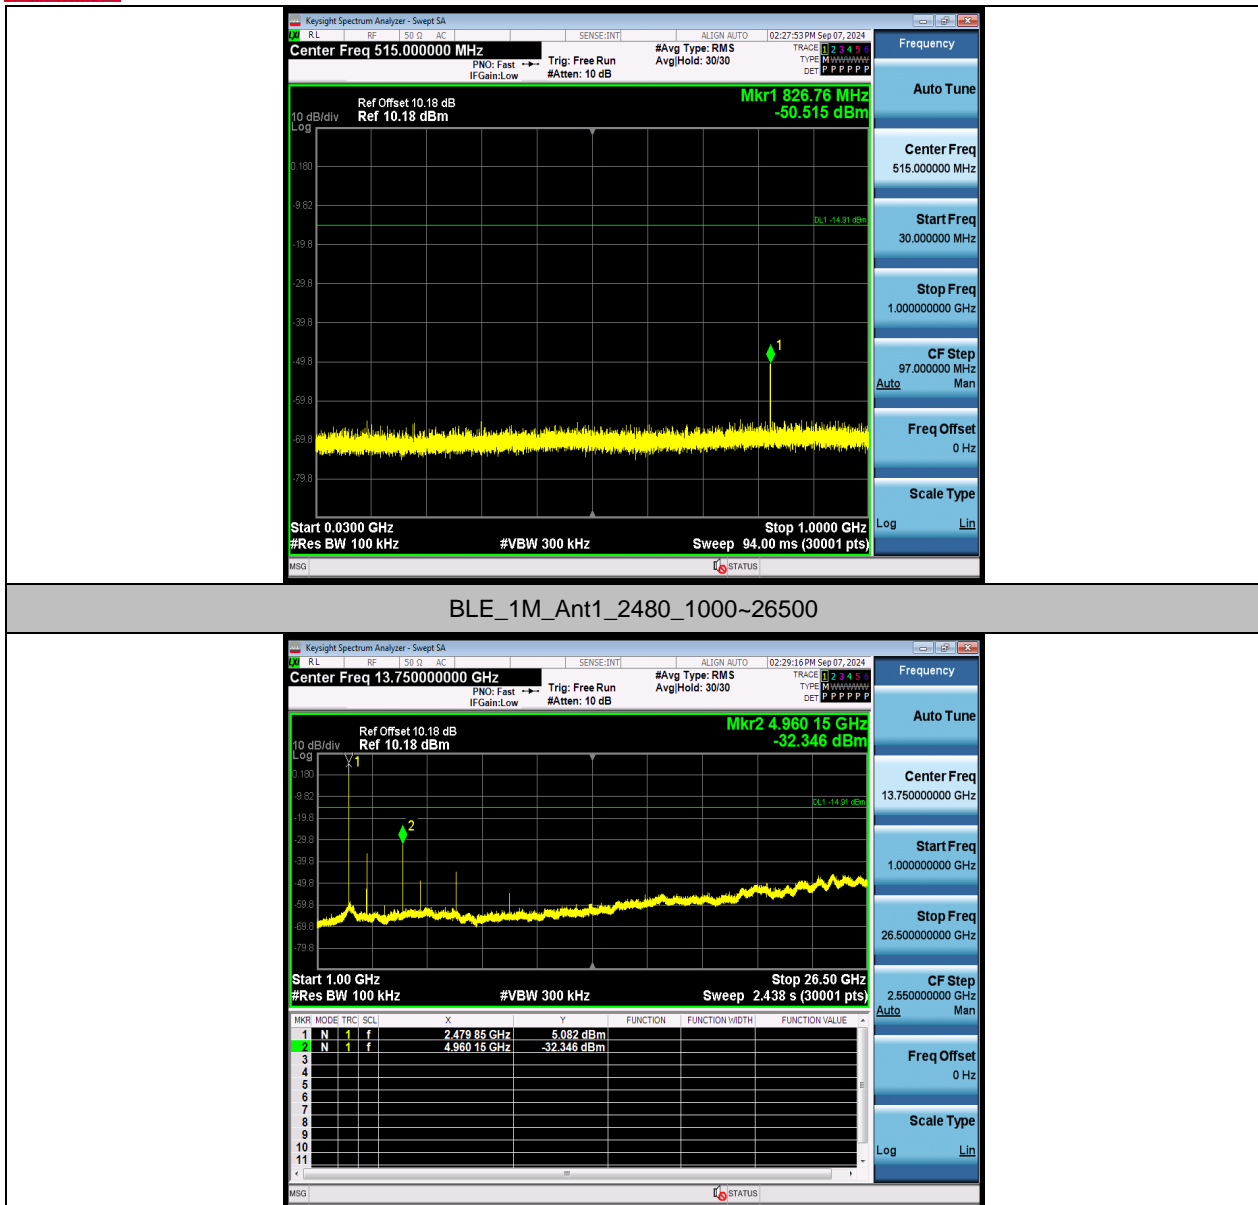 Keysight Spectrum Analyzer - Swept SA
LXI RL RF 50 Ω AC SENSE:INT ALIGN AUTO 02:27:53 PM Sep 07, 2024
Center Freq 515.000000 MHz
PNO: Fast
IFGain:Low
Trig: Free Run
#Atten: 10 dB
#Avg Type: RMS
Avg|Hold: 30/30
TRACE 1 2 3 4 5 6
TYPE MWWWWW
DET P P P P P P
Mkr1 826.76 MHz
-50.515 dBm
Ref Offset 10.18 dB
10 dB/div Ref 10.18 dBm
Log
0.180
-9.82
DL1 -14.91 dBm
-19.8
-29.8
-39.8
-49.8
1
-59.8
-69.8
-79.8
Start 0.0300 GHz Stop 1.0000 GHz
#Res BW 100 kHz #VBW 300 kHz Sweep 94.00 ms (30001 pts)
MSG STATUS
Frequency
Auto Tune
Center Freq
515.000000 MHz
Start Freq
30.000000 MHz
Stop Freq
1.000000000 GHz
CF Step
97.000000 MHz
Auto Man
Freq Offset
0 Hz
Scale Type
Log Lin
BLE_1M_Ant1_2480_1000~26500
Keysight Spectrum Analyzer - Swept SA
LXI RL RF 50 Ω AC SENSE:INT ALIGN AUTO 02:29:16 PM Sep 07, 2024
Center Freq 13.750000000 GHz
PNO: Fast
IFGain:Low
Trig: Free Run
#Atten: 10 dB
#Avg Type: RMS
Avg|Hold: 30/30
TRACE 1 2 3 4 5 6
TYPE MWWWWW
DET P P P P P P
Mkr2 4.960 15 GHz
-32.346 dBm
Ref Offset 10.18 dB
10 dB/div Ref 10.18 dBm
Log
1
0.180
-9.82
DL1 -14.91 dBm
-19.8
2
-29.8
-39.8
-49.8
-59.8
-69.8
-79.8
Start 1.00 GHz Stop 26.50 GHz
#Res BW 100 kHz #VBW 300 kHz Sweep 2.438 s (30001 pts)
MKR MODE TRC SCL X Y FUNCTION FUNCTION WIDTH FUNCTION VALUE
1 N 1 f 2.479 85 GHz 5.082 dBm
2 N 1 f 4.960 15 GHz -32.346 dBm
3
4
5
6
7
8
9
10
11
MSG STATUS
Frequency
Auto Tune
Center Freq
13.750000000 GHz
Start Freq
1.000000000 GHz
Stop Freq
26.500000000 GHz
CF Step
2.550000000 GHz
Auto Man
Freq Offset
0 Hz
Scale Type
Log Lin